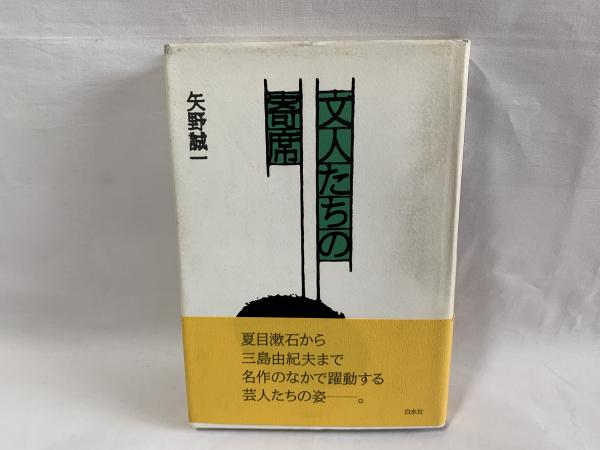 文人たちの
寄席
矢野誠一
夏目漱石から
三島由紀夫まで
名作のなかで躍動する
芸人たちの姿——。
白水社